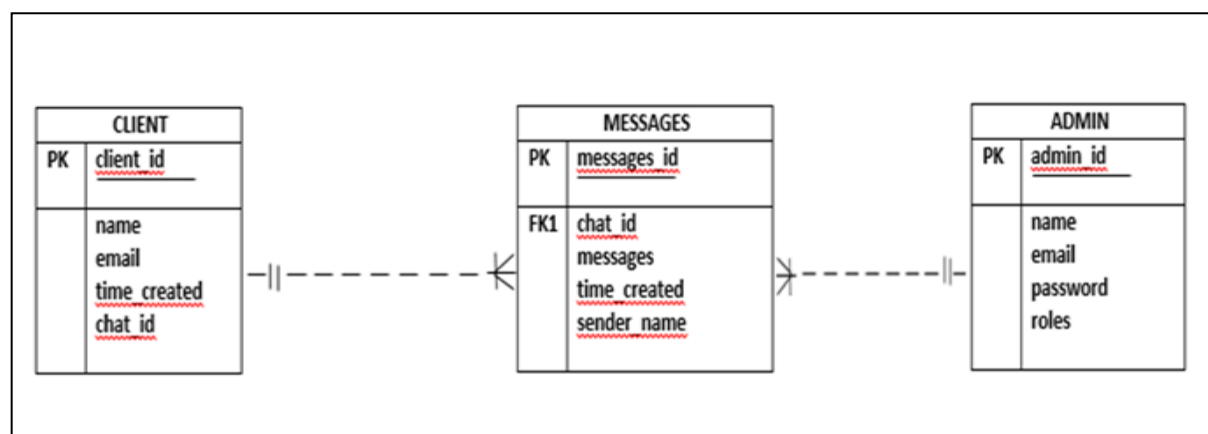 CLIENT
PK client_id
name
email
time_created
chat_id
MESSAGES
PK messages_id
FK1 chat_id
messages
time_created
sender_name
ADMIN
PK admin_id
name
email
password
roles